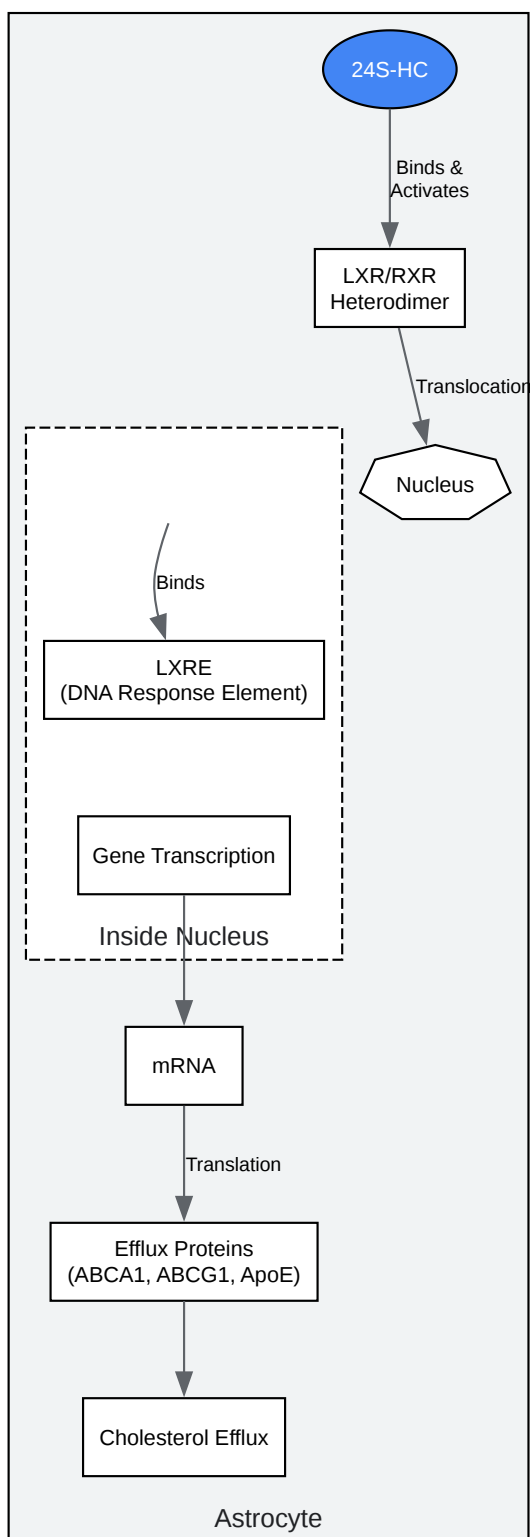 24S-HC
Binds &
Activates
LXR/RXR
Heterodimer
Translocation
Nucleus
Binds
LXRE
(DNA Response Element)
Gene Transcription
Inside Nucleus
mRNA
Translation
Efflux Proteins
(ABCA1, ABCG1, ApoE)
Cholesterol Efflux
Astrocyte